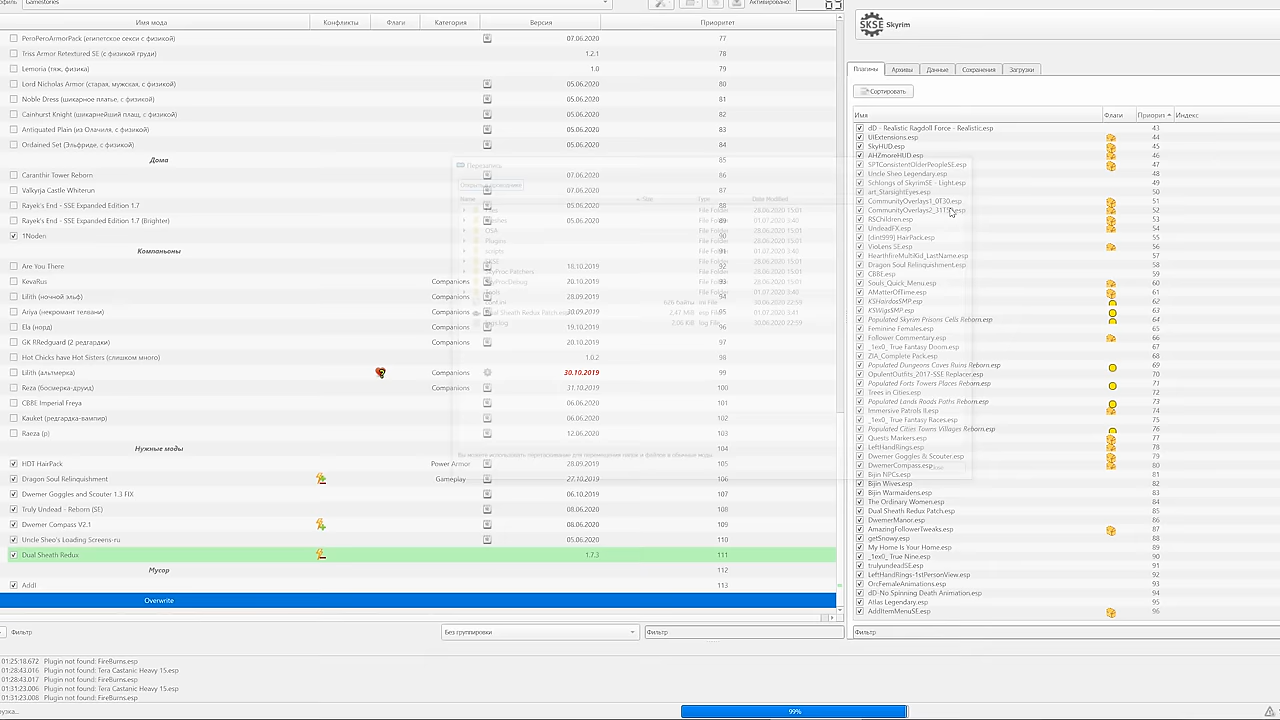 Gamestories
Активировано:
Имя мода Конфликты Флаги Категория Версия Приоритет
PeroPeroArmorPack (египетское секси с физикой) 07.06.2020 77
Triss Armor Retextured SE (с физикой груди) 1.2.1 78
Lemoria (тяж, физика) 1.0 79
Lord Nicholas Armor (старая, мужская, с физикой) 05.06.2020 80
Noble Dress (шикарное платье, с физикой) 05.06.2020 81
Cainhurst Knight (шикарнейший плащ, с физикой) 05.06.2020 82
Antiquated Plain (из Олачиля, с физикой) 05.06.2020 83
Ordained Set (Эльфриде, с физикой) 05.06.2020 84
Дома 85
Caranthir Tower Reborn 07.06.2020 86
Valkyrja Castle Whiterun 07.06.2020 87
Rayek's End - SSE Expanded Edition 1.7 05.06.2020 88
Rayek's End - SSE Expanded Edition 1.7 (Brighter) 05.06.2020 89
1Noden 90
Компаньоны 91
Are You There 18.10.2019 92
KevaRus Companions 20.10.2019 93
Lilith (ночной эльф) Companions 28.09.2019 94
Ariya (некромант телвани) Companions 30.09.2019 95
Companions 19.10.2019 96
GK RRedguard (2 редгардки) Companions 20.10.2019 97
Hot Chicks have Hot Sisters (слишком много) 1.0.2 98
Lilith (альтмерка) Companions 30.10.2019 99
Reza (босмерка-друид) Companions 31.10.2019 100
CBBE Imperial Freya 06.06.2020 101
Kauket (редгардка-вампир) 06.06.2020 102
Raeza (р) 12.06.2020 103
Нужные мады 104
HDT HairPack Power Armor 28.09.2019 105
Dragon Soul Relinquishment Gameplay 27.10.2019 106
Dwemer Goggles and Scouter 1.3 FIX 06.10.2019 107
Truly Undead - Reborn (SE) 08.06.2020 108
Dwemer Compass V2.1 08.06.2020 109
Uncle Sheo's Loading Screens-ru 05.06.2020 110
Dual Sheath Redux 1.7.3 111
Мусор 112
AddI 113
Overwrite
Фильтр Без группировки Фильтр
01:25:18.672 Plugin not found: FireBurns.esp
01:28:43.016 Plugin not found: Tera Castanic Heavy 15.esp
01:28:43.017 Plugin not found: FireBurns.esp
01:31:23.006 Plugin not found: Tera Castanic Heavy 15.esp
01:31:23.008 Plugin not found: FireBurns.esp
99%
Перезапись
Plugins
scripts
SkyProc Patchers
Вы можете использовать перетаскивание для перемещения папок и файлов в обычные моды.
SKSE Skyrim
Плагины Архивы Данные Сохранения Загрузки
Сортировать
Имя Флаги Приорит Индекс
dD - Realistic Ragdoll Force - Realistic.esp 43
UIExtensions.esp 44
SkyHUD.esp 45
AHZmoreHUD.esp 46
SPTConsistentOlderPeopleSE.esp 47
Uncle Sheo Legendary.esp 48
Schlongs of SkyrimSE - Light.esp 49
art_StarsightEyes.esp 50
CommunityOverlays1_0T30.esp 51
52
RSChildren.esp 53
UndeadFX.esp 54
[dint999] HairPack.esp 55
VioLens SE.esp 56
HearthfireMultiKid_LastName.esp 57
Dragon Soul Relinquishment.esp 58
CBBE.esp 59
Souls_Quick_Menu.esp 60
AMatterOfTime.esp 61
KSHairdosSMP.esp 62
KSWigsSMP.esp 63
Populated Skyrim Prisons Cells Reborn.esp 64
Feminine Females.esp 65
Follower Commentary.esp 66
_1ex0_ True Fantasy Doom.esp 67
ZIA_Complete Pack.esp 68
Populated Dungeons Caves Ruins Reborn.esp 69
OpulentOutfits_2017-SSE Replacer.esp 70
Populated Forts Towers Places Reborn.esp 71
Trees in Cities.esp 72
Populated Lands Roads Paths Reborn.esp 73
Immersive Patrols II.esp 74
_1ex0_ True Fantasy Races.esp 75
Populated Cities Towns Villages Reborn.esp 76
Quests Markers.esp 77
LeftHandRings.esp 78
Dwemer Goggles & Scouter.esp 79
DwemerCompass.esp 80
Bijin NPCs.esp 81
Bijin Wives.esp 82
Bijin Warmaidens.esp 83
The Ordinary Women.esp 84
Dual Sheath Redux Patch.esp 85
DwemerManor.esp 86
AmazingFollowerTweaks.esp 87
getSnowy.esp 88
My Home Is Your Home.esp 89
_1ex0_ True Nine.esp 90
trulyundeadSE.esp 91
LeftHandRings-1stPersonView.esp 92
OrcFemaleAnimations.esp 93
dD-No Spinning Death Animation.esp 94
Atlas Legendary.esp 95
AddItemMenuSE.esp 96
Фильтр